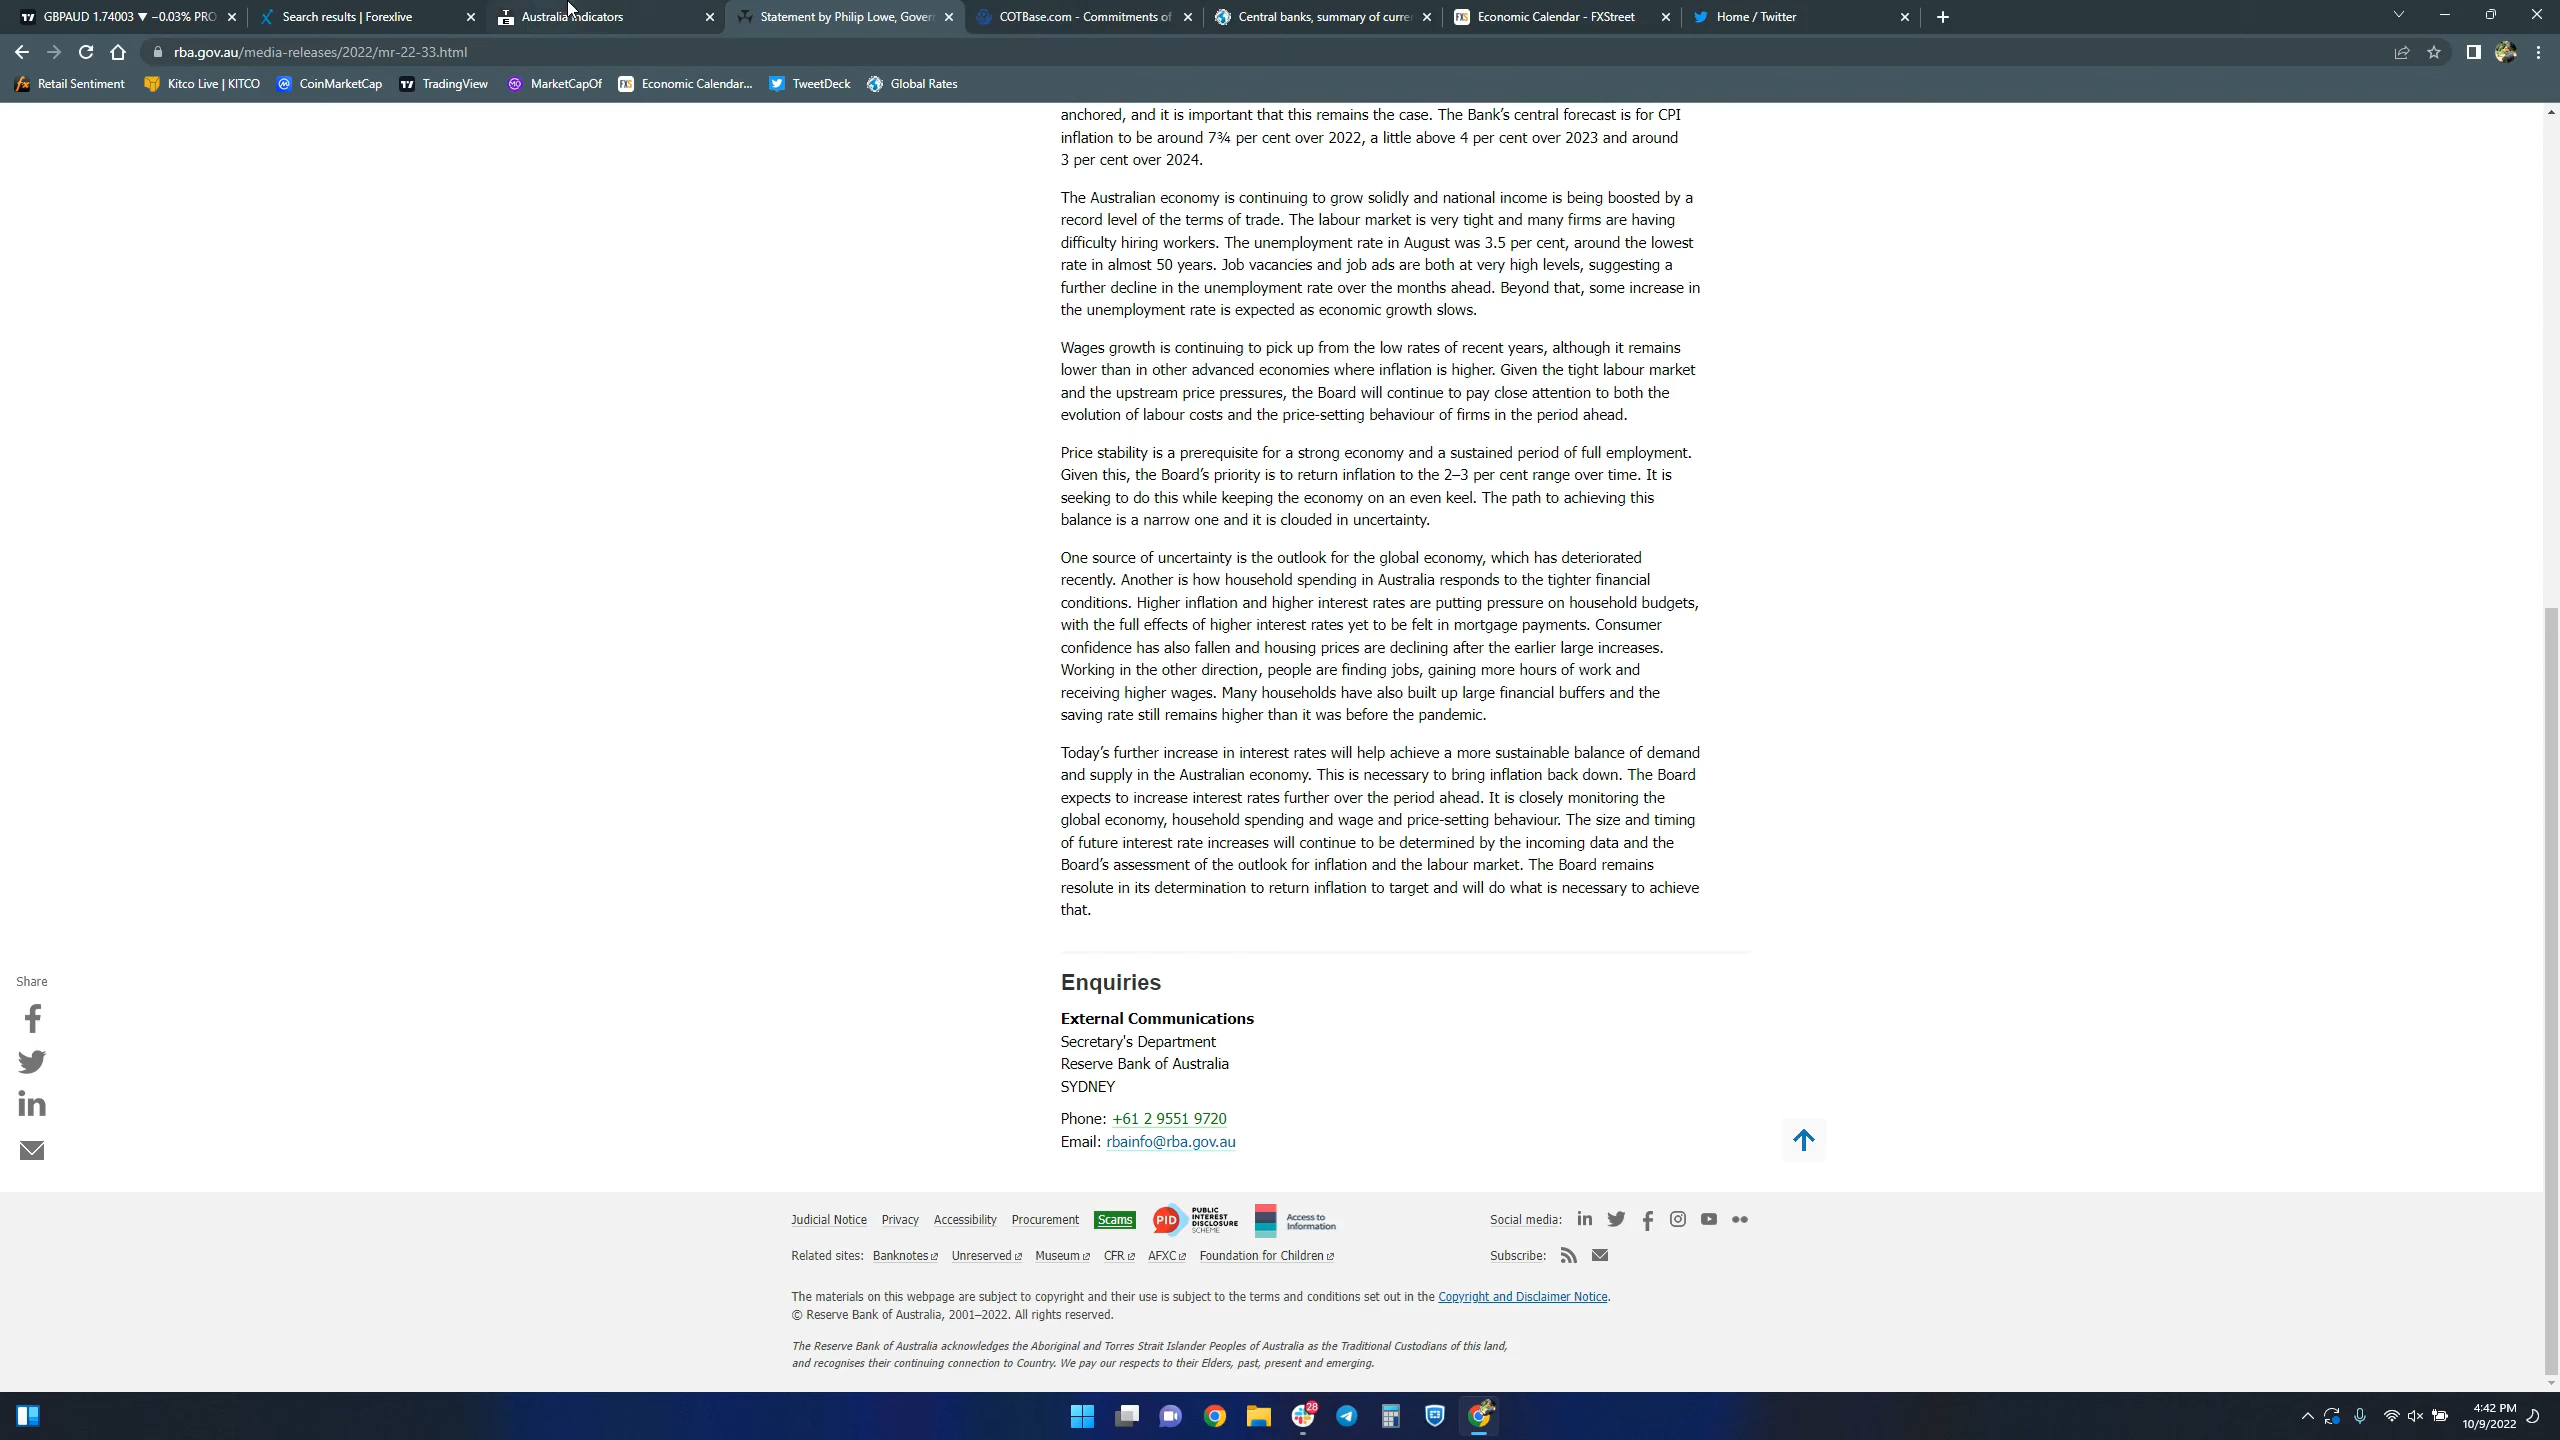 GBPAUD 1.74003 ▼ −0.03% PRO
Search results | Forexlive
Australia Indicators
Statement by Philip Lowe, Gover
COTBase.com - Commitments of
Central banks, summary of curre
Economic Calendar - FXStreet
Home / Twitter
rba.gov.au/media-releases/2022/mr-22-33.html
Retail Sentiment
Kitco Live | KITCO
CoinMarketCap
TradingView
MarketCapOf
Economic Calendar...
TweetDeck
Global Rates
anchored, and it is important that this remains the case. The Bank's central forecast is for CPI
inflation to be around 7¾ per cent over 2022, a little above 4 per cent over 2023 and around
3 per cent over 2024.
The Australian economy is continuing to grow solidly and national income is being boosted by a
record level of the terms of trade. The labour market is very tight and many firms are having
difficulty hiring workers. The unemployment rate in August was 3.5 per cent, around the lowest
rate in almost 50 years. Job vacancies and job ads are both at very high levels, suggesting a
further decline in the unemployment rate over the months ahead. Beyond that, some increase in
the unemployment rate is expected as economic growth slows.
Wages growth is continuing to pick up from the low rates of recent years, although it remains
lower than in other advanced economies where inflation is higher. Given the tight labour market
and the upstream price pressures, the Board will continue to pay close attention to both the
evolution of labour costs and the price-setting behaviour of firms in the period ahead.
Price stability is a prerequisite for a strong economy and a sustained period of full employment.
Given this, the Board's priority is to return inflation to the 2–3 per cent range over time. It is
seeking to do this while keeping the economy on an even keel. The path to achieving this
balance is a narrow one and it is clouded in uncertainty.
One source of uncertainty is the outlook for the global economy, which has deteriorated
recently. Another is how household spending in Australia responds to the tighter financial
conditions. Higher inflation and higher interest rates are putting pressure on household budgets,
with the full effects of higher interest rates yet to be felt in mortgage payments. Consumer
confidence has also fallen and housing prices are declining after the earlier large increases.
Working in the other direction, people are finding jobs, gaining more hours of work and
receiving higher wages. Many households have also built up large financial buffers and the
saving rate still remains higher than it was before the pandemic.
Today's further increase in interest rates will help achieve a more sustainable balance of demand
and supply in the Australian economy. This is necessary to bring inflation back down. The Board
expects to increase interest rates further over the period ahead. It is closely monitoring the
global economy, household spending and wage and price-setting behaviour. The size and timing
of future interest rate increases will continue to be determined by the incoming data and the
Board's assessment of the outlook for inflation and the labour market. The Board remains
resolute in its determination to return inflation to target and will do what is necessary to achieve
that.
Share
Enquiries
External Communications
Secretary's Department
Reserve Bank of Australia
SYDNEY
Phone: +61 2 9551 9720
Email: rbainfo@rba.gov.au
Judicial Notice Privacy Accessibility Procurement Scams
PID PUBLIC
INTEREST
DISCLOSURE
SCHEME
Access to
Information
Social media:
Related sites: Banknotes Unreserved Museum CFR AFXC Foundation for Children
Subscribe:
The materials on this webpage are subject to copyright and their use is subject to the terms and conditions set out in the Copyright and Disclaimer Notice.
© Reserve Bank of Australia, 2001–2022. All rights reserved.
The Reserve Bank of Australia acknowledges the Aboriginal and Torres Strait Islander Peoples of Australia as the Traditional Custodians of this land,
and recognises their continuing connection to Country. We pay our respects to their Elders, past, present and emerging.
28
4:42 PM
10/9/2022